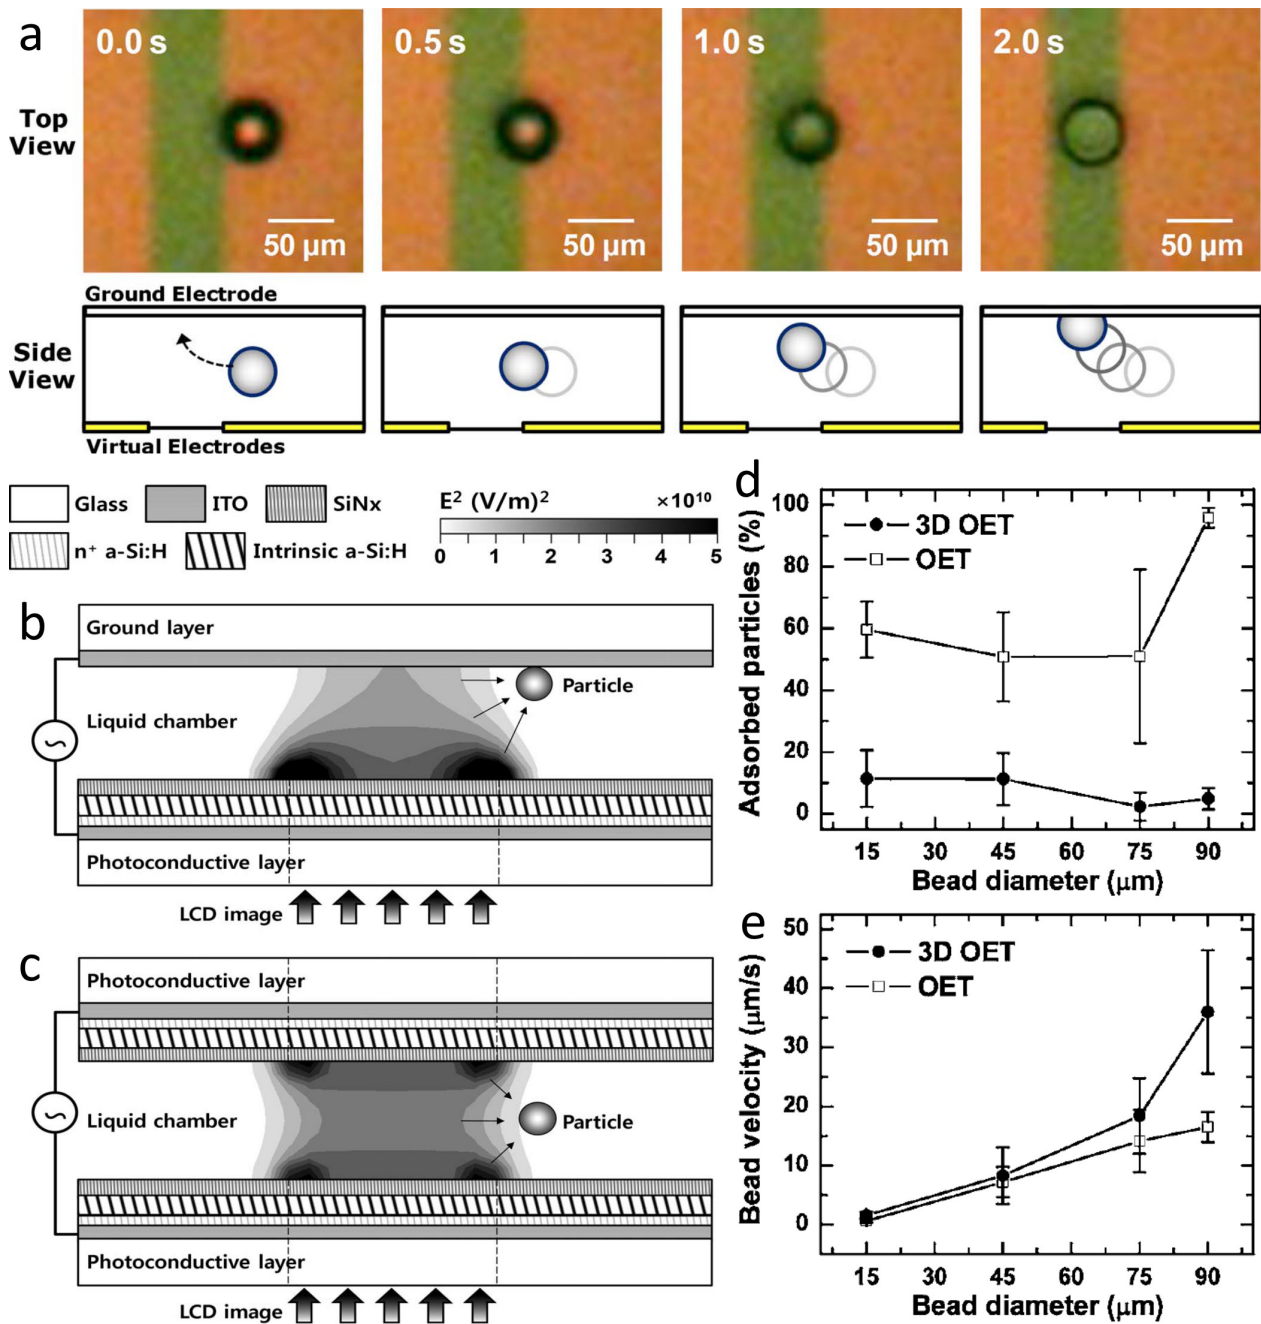 a
0.0 s
0.5 s
1.0 s
2.0 s
Top
View
50 µm
50 µm
50 µm
50 µm
Ground Electrode
Side
View
Virtual Electrodes
Glass
ITO
SiNx
n⁺ a-Si:H
Intrinsic a-Si:H
E² (V/m)²
×10¹⁰
0 1 2 3 4 5
b
Ground layer
Particle
Liquid chamber
Photoconductive layer
LCD image
c
Photoconductive layer
Liquid chamber
Particle
Photoconductive layer
LCD image
d
3D OET
OET
Adsorbed particles (%)
100
80
60
40
20
0
15 30 45 60 75 90
Bead diameter (µm)
e
3D OET
OET
Bead velocity (µm/s)
50
40
30
20
10
0
15 30 45 60 75 90
Bead diameter (µm)